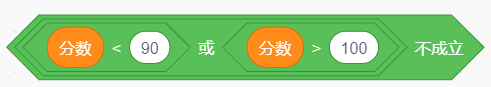 分数 < 90 或 分数 > 100 不成立